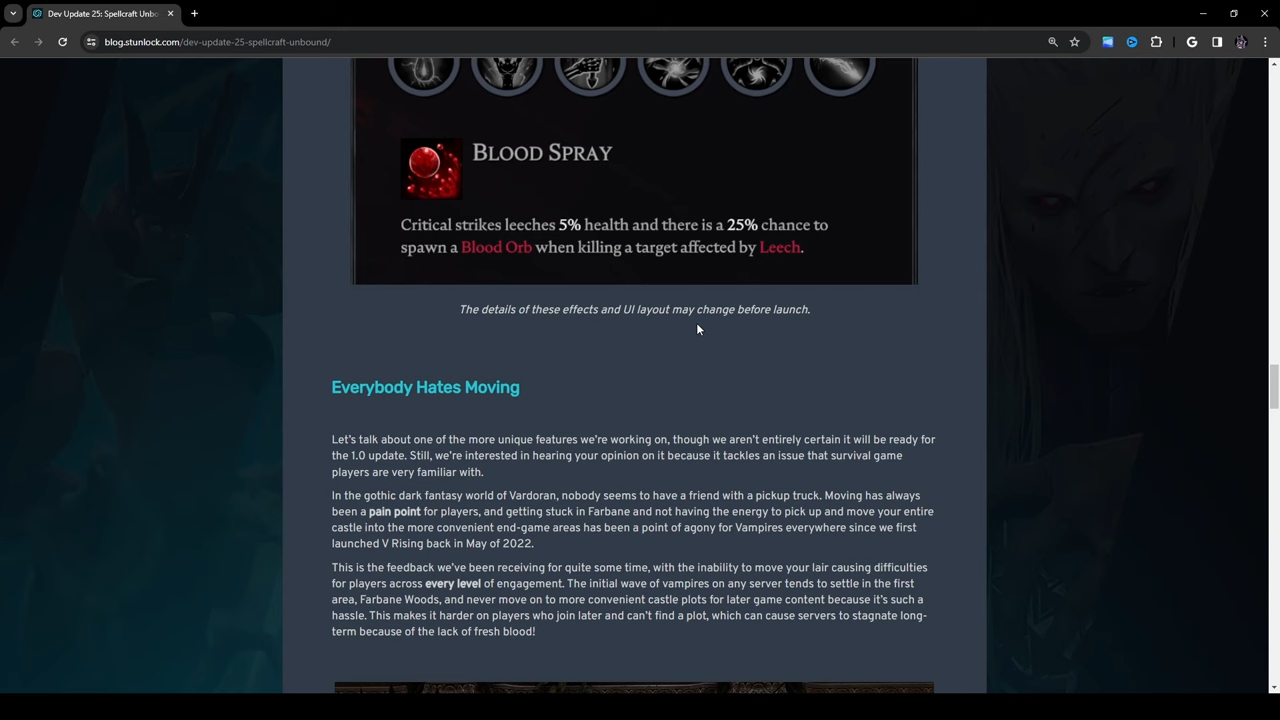 Dev Update 25: Spellcraft Unbo
blog.stunlock.com/dev-update-25-spellcraft-unbound/
BLOOD SPRAY
Critical strikes leeches 5% health and there is a 25% chance to
spawn a Blood Orb when killing a target affected by Leech.
The details of these effects and UI layout may change before launch.
Everybody Hates Moving
Let's talk about one of the more unique features we're working on, though we aren't entirely certain it will be ready for
the 1.0 update. Still, we're interested in hearing your opinion on it because it tackles an issue that survival game
players are very familiar with.
In the gothic dark fantasy world of Vardoran, nobody seems to have a friend with a pickup truck. Moving has always
been a pain point for players, and getting stuck in Farbane and not having the energy to pick up and move your entire
castle into the more convenient end-game areas has been a point of agony for Vampires everywhere since we first
launched V Rising back in May of 2022.
This is the feedback we've been receiving for quite some time, with the inability to move your lair causing difficulties
for players across every level of engagement. The initial wave of vampires on any server tends to settle in the first
area, Farbane Woods, and never move on to more convenient castle plots for later game content because it's such a
hassle. This makes it harder on players who join later and can't find a plot, which can cause servers to stagnate long-
term because of the lack of fresh blood!